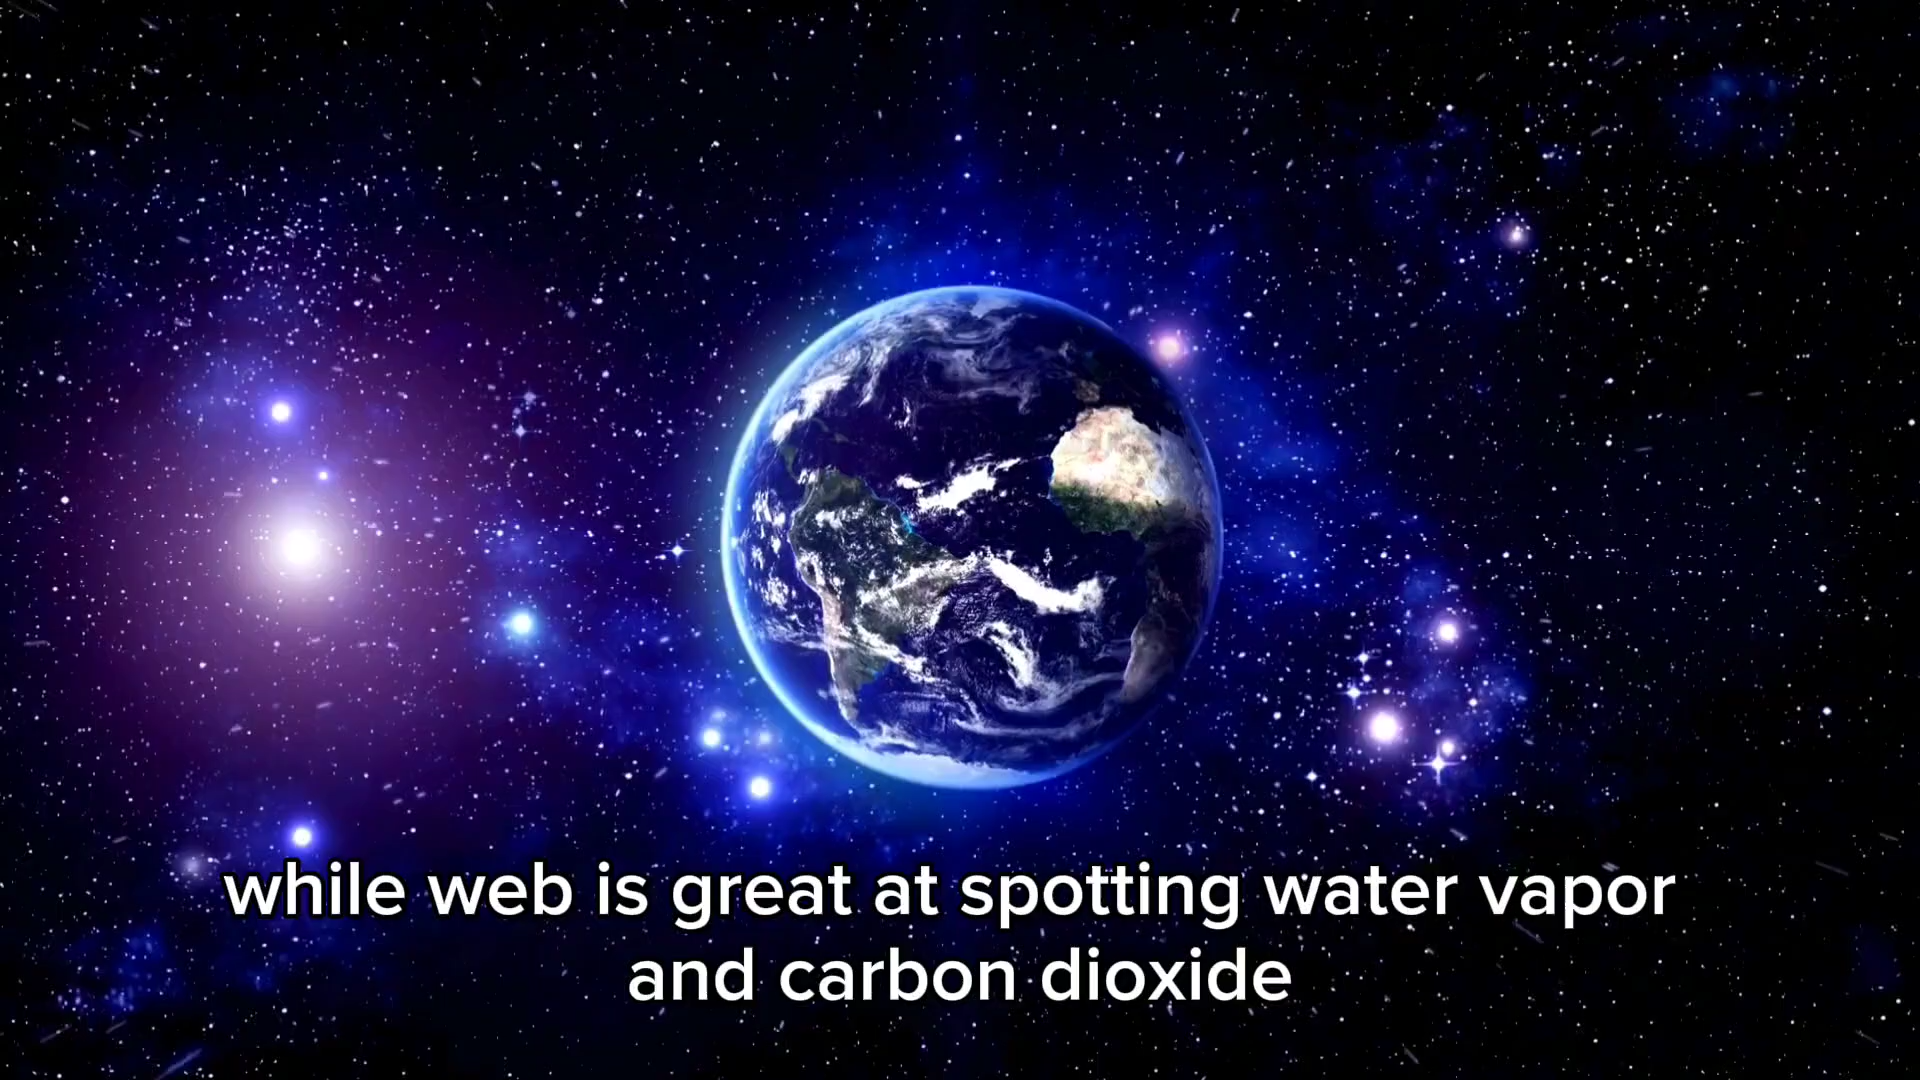 while web is great at spotting water vapor
and carbon dioxide